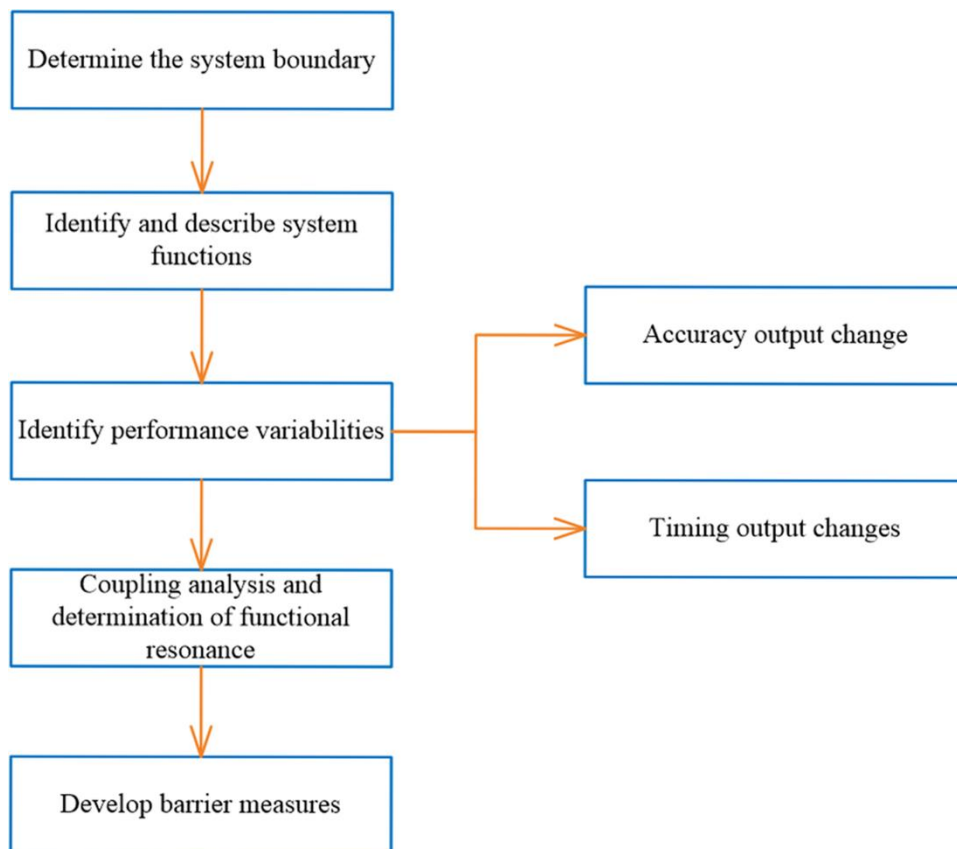 Determine the system boundary
Identify and describe system
functions
Identify performance variabilities
Accuracy output change
Timing output changes
Coupling analysis and
determination of functional
resonance
Develop barrier measures